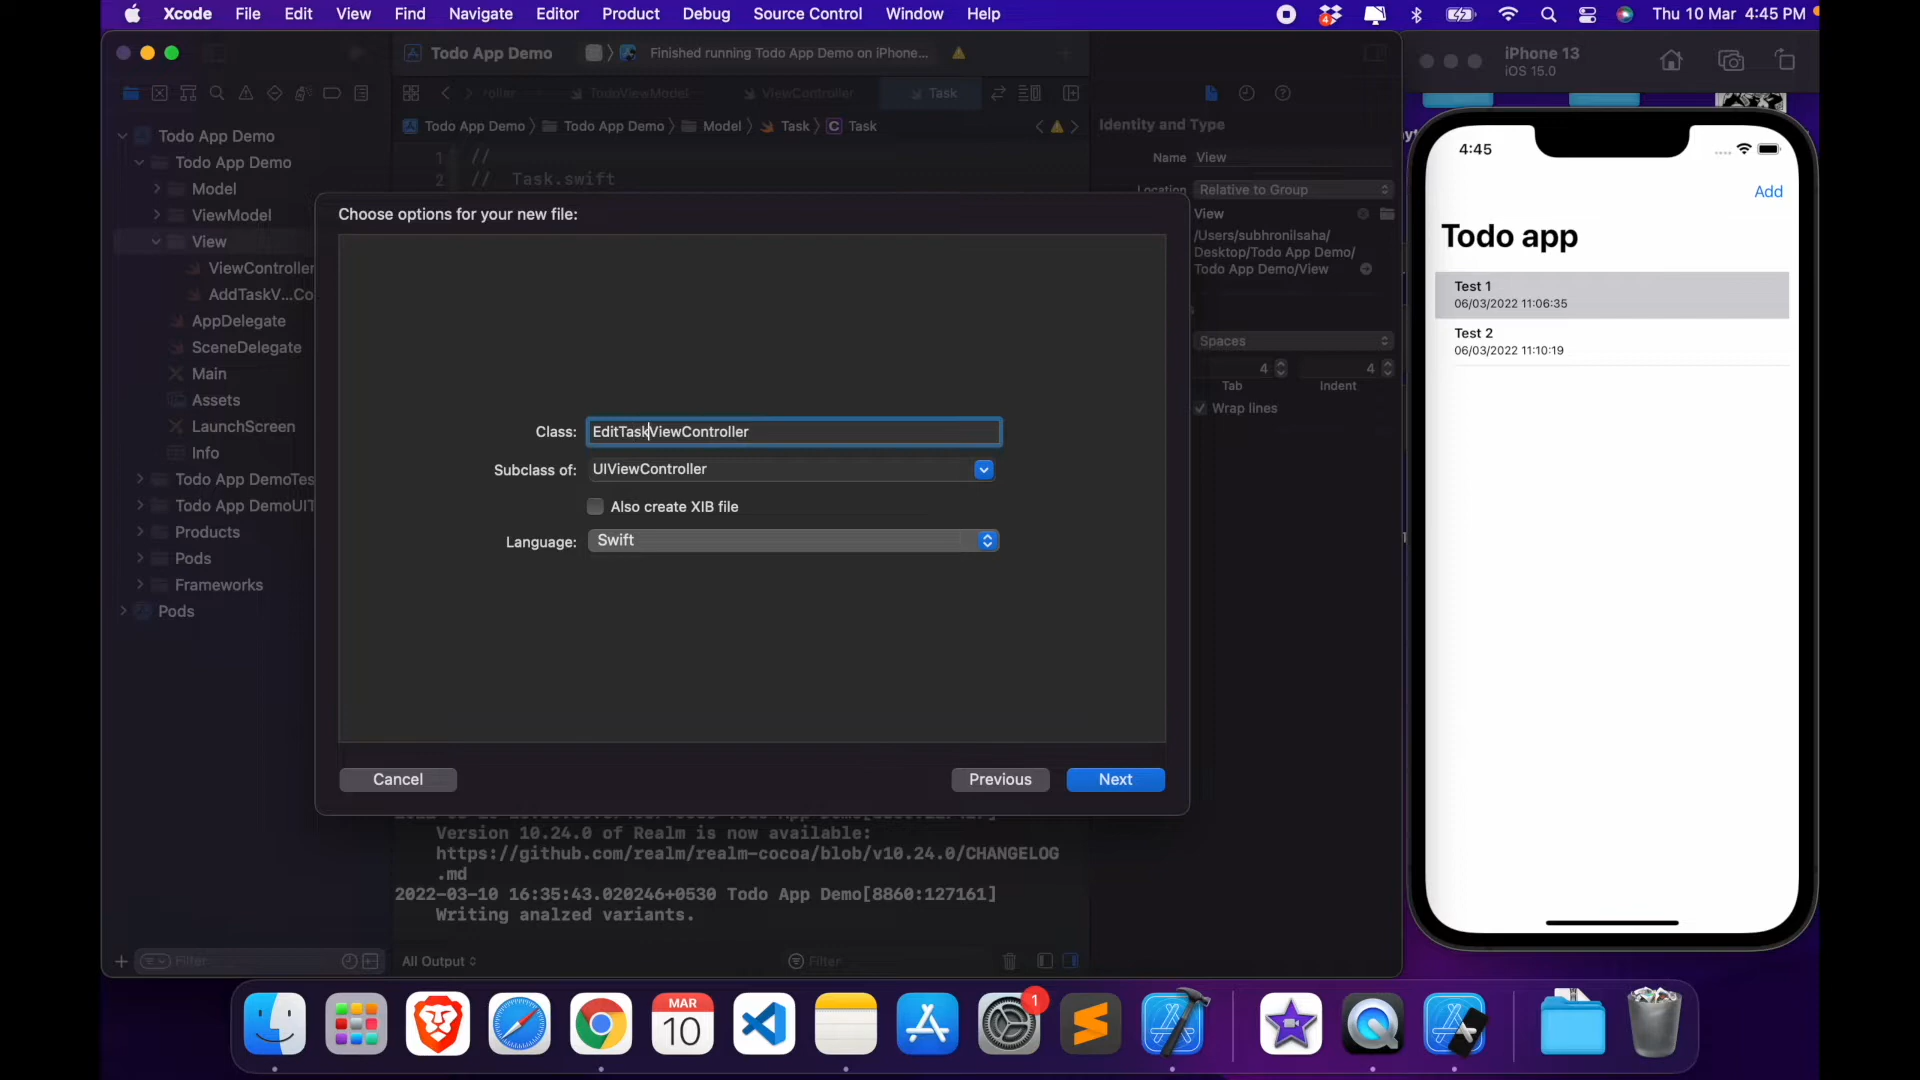 Xcode File Edit View Find Navigate Editor Product Debug Source Control Window Help
4
Thu 10 Mar 4:45 PM
Todo App Demo
Finished running Todo App Demo on iPhone...
roller TodoViewModel ViewController Task
Todo App Demo Todo App Demo Model Task C Task
1 //
2 // Task.swift
Todo App Demo
Todo App Demo
Model
ViewModel
View
ViewController
AddTaskV...Co
AppDelegate
SceneDelegate
Main
Assets
LaunchScreen
Info
Todo App DemoTes
Todo App DemoUIT
Products
Pods
Frameworks
Pods
Filter
Choose options for your new file:
Class: EditTaskViewController
Subclass of: UIViewController
Also create XIB file
Language: Swift
Cancel Previous Next
Version 10.24.0 of Realm is now available:
https://github.com/realm/realm-cocoa/blob/v10.24.0/CHANGELOG
.md
2022-03-10 16:35:43.020246+0530 Todo App Demo[8860:127161]
Writing analzed variants.
All Output
Filter
Identity and Type
Name View
Location Relative to Group
View
/Users/subhronilsaha/
Desktop/Todo App Demo/
Todo App Demo/View
Spaces
4 4
Tab Indent
Wrap lines
iPhone 13
iOS 15.0
4:45
Add
Todo app
Test 1
06/03/2022 11:06:35
Test 2
06/03/2022 11:10:19
MAR
10
1